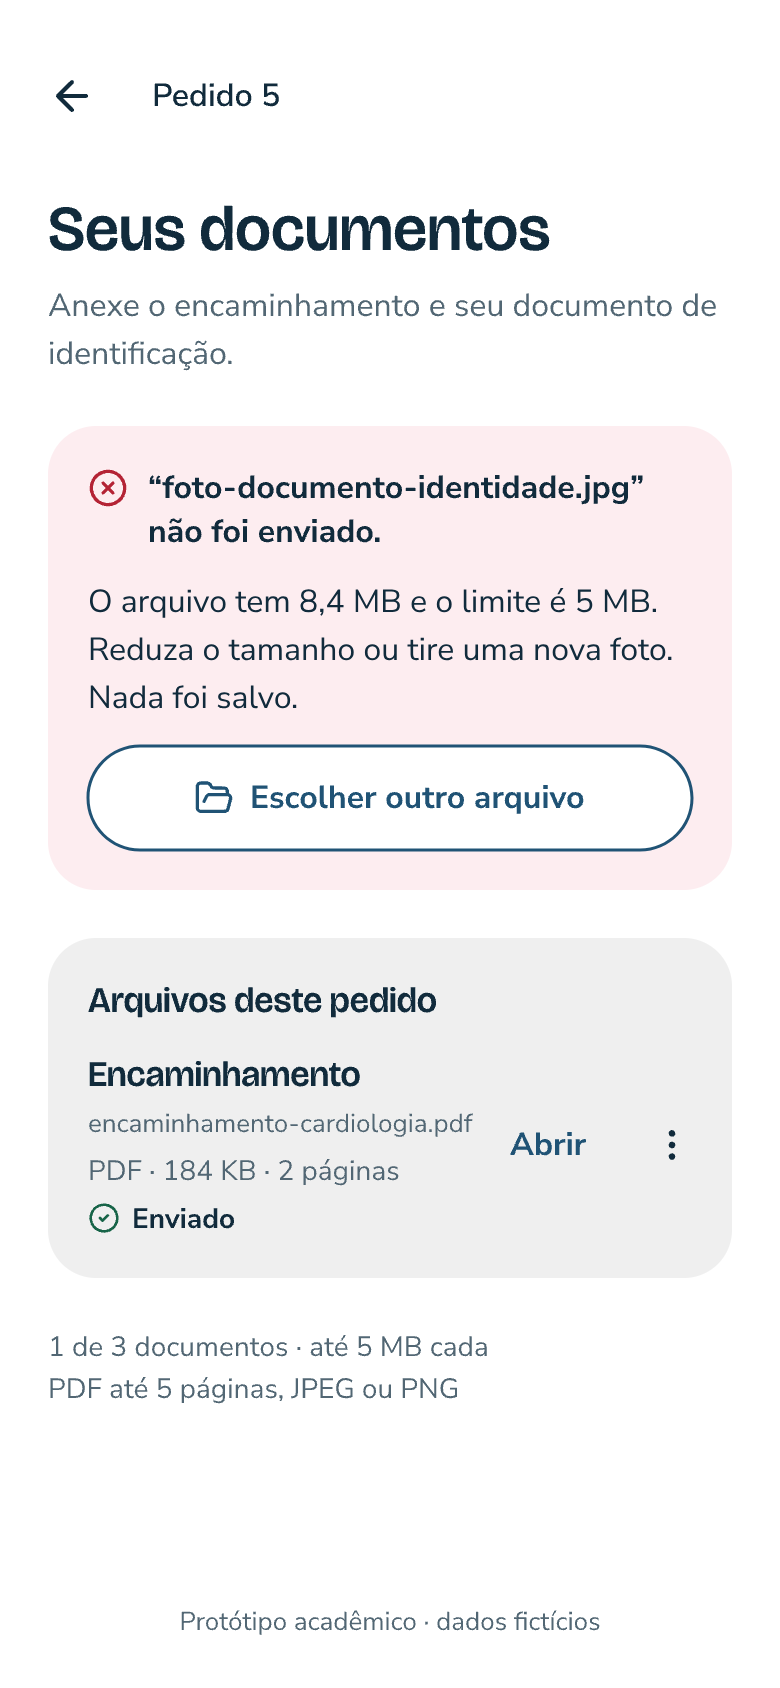 Pedido 5
Seus documentos
Anexe o encaminhamento e seu documento de
identificação.
“foto-documento-identidade.jpg”
não foi enviado.
O arquivo tem 8,4 MB e o limite é 5 MB.
Reduza o tamanho ou tire uma nova foto.
Nada foi salvo.
Escolher outro arquivo
Arquivos deste pedido
Encaminhamento
encaminhamento-cardiologia.pdf
PDF · 184 KB · 2 páginas
Enviado
Abrir
1 de 3 documentos · até 5 MB cada
PDF até 5 páginas, JPEG ou PNG
Protótipo acadêmico · dados fictícios